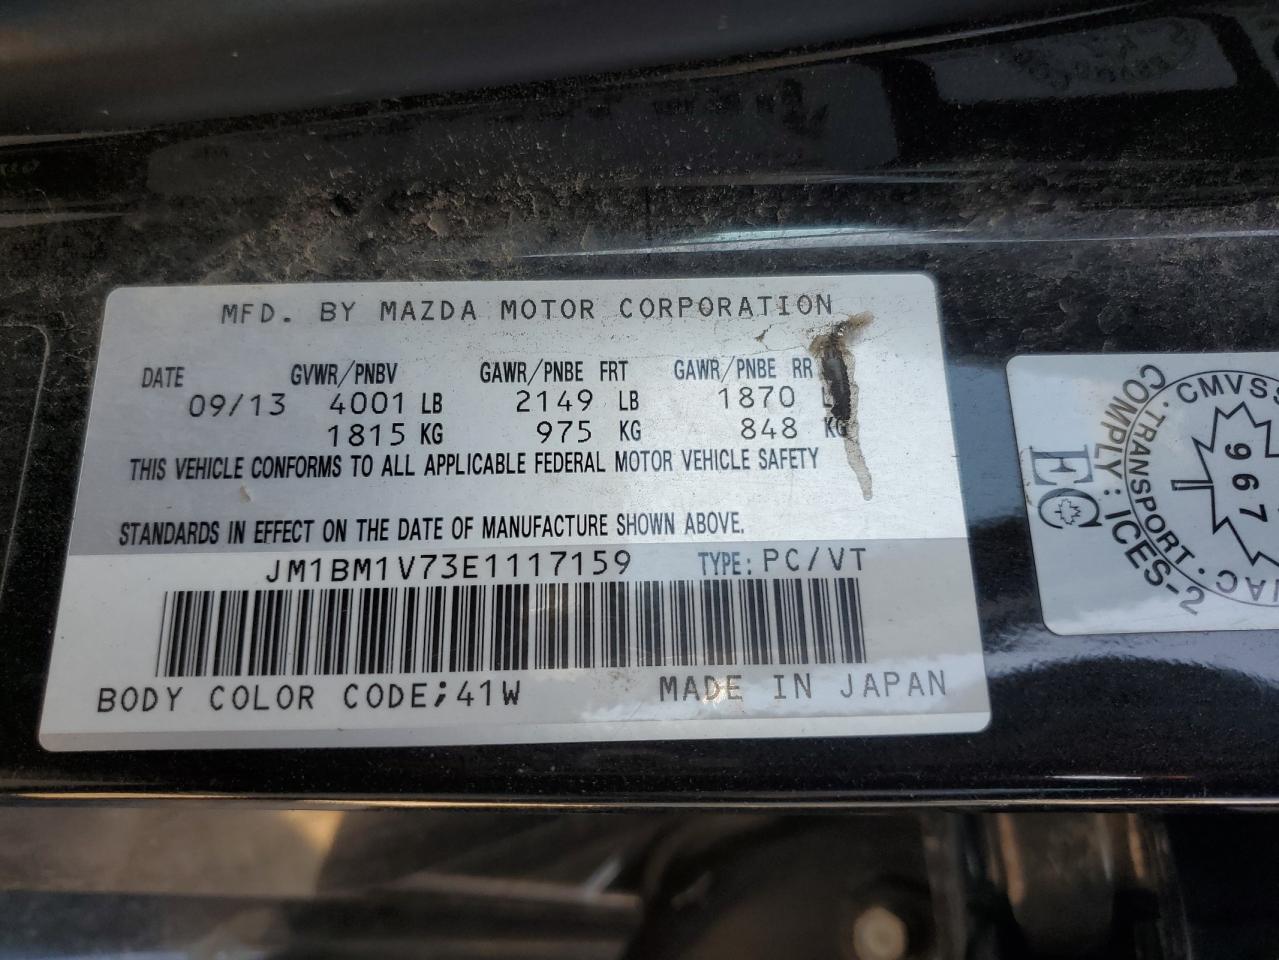 MFD. BY MAZDA MOTOR CORPORATION
DATE GVWR/PNBV GAWR/PNBE FRT GAWR/PNBE RR
09/13 4001 LB 2149 LB 1870
1815 KG 975 KG 848 KG
THIS VEHICLE CONFORMS TO ALL APPLICABLE FEDERAL MOTOR VEHICLE SAFETY
STANDARDS IN EFFECT ON THE DATE OF MANUFACTURE SHOWN ABOVE.
JM1BM1V73E1117159 TYPE: PC/VT
BODY COLOR CODE;41W MADE IN JAPAN
EC
COMPLY: ICES-2
TRANSPORT
967